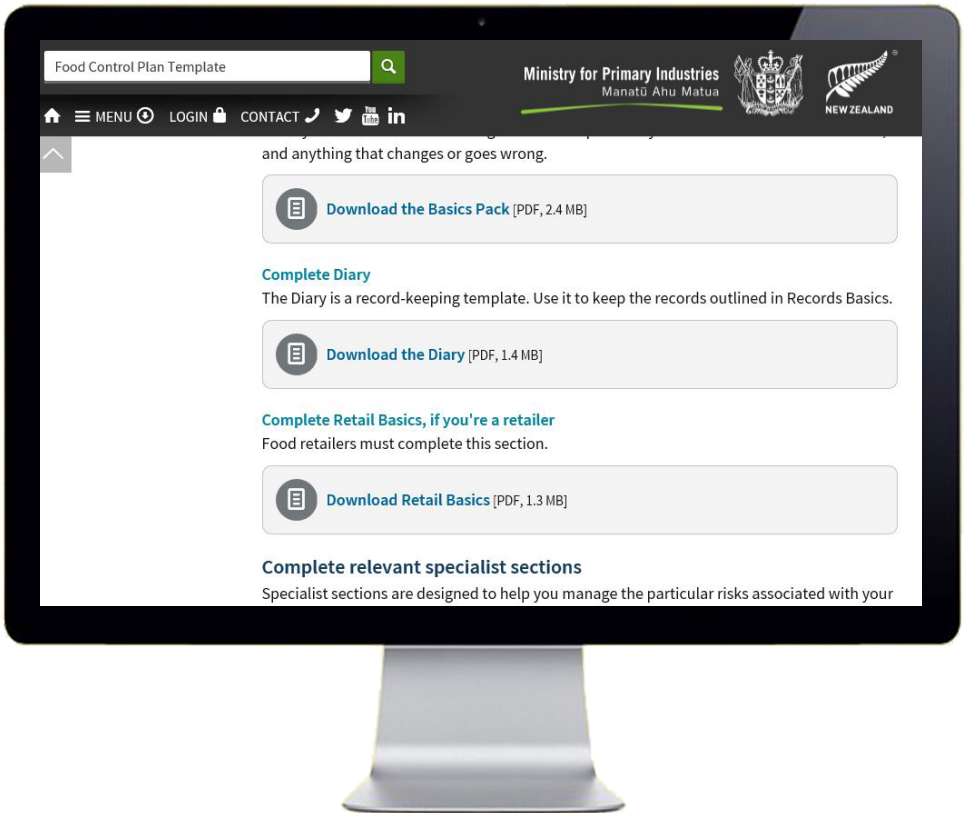 Food Control Plan Template
Ministry for Primary Industries
Manatū Ahu Matua
NEW ZEALAND
MENU LOGIN CONTACT You Tube in
and anything that changes or goes wrong.
Download the Basics Pack [PDF, 2.4 MB]
Complete Diary
The Diary is a record-keeping template. Use it to keep the records outlined in Records Basics.
Download the Diary [PDF, 1.4 MB]
Complete Retail Basics, if you're a retailer
Food retailers must complete this section.
Download Retail Basics [PDF, 1.3 MB]
Complete relevant specialist sections
Specialist sections are designed to help you manage the particular risks associated with your